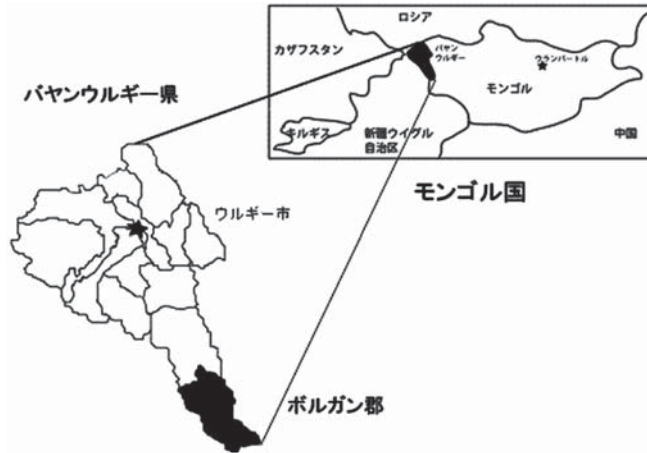 ロシア
カザフスタン
バヤン
ウルギー
ウランバートル
モンゴル
キルギス
新疆ウイグル
自治区
中国
バヤンウルギー県
モンゴル国
ウルギー市
ボルガン郡